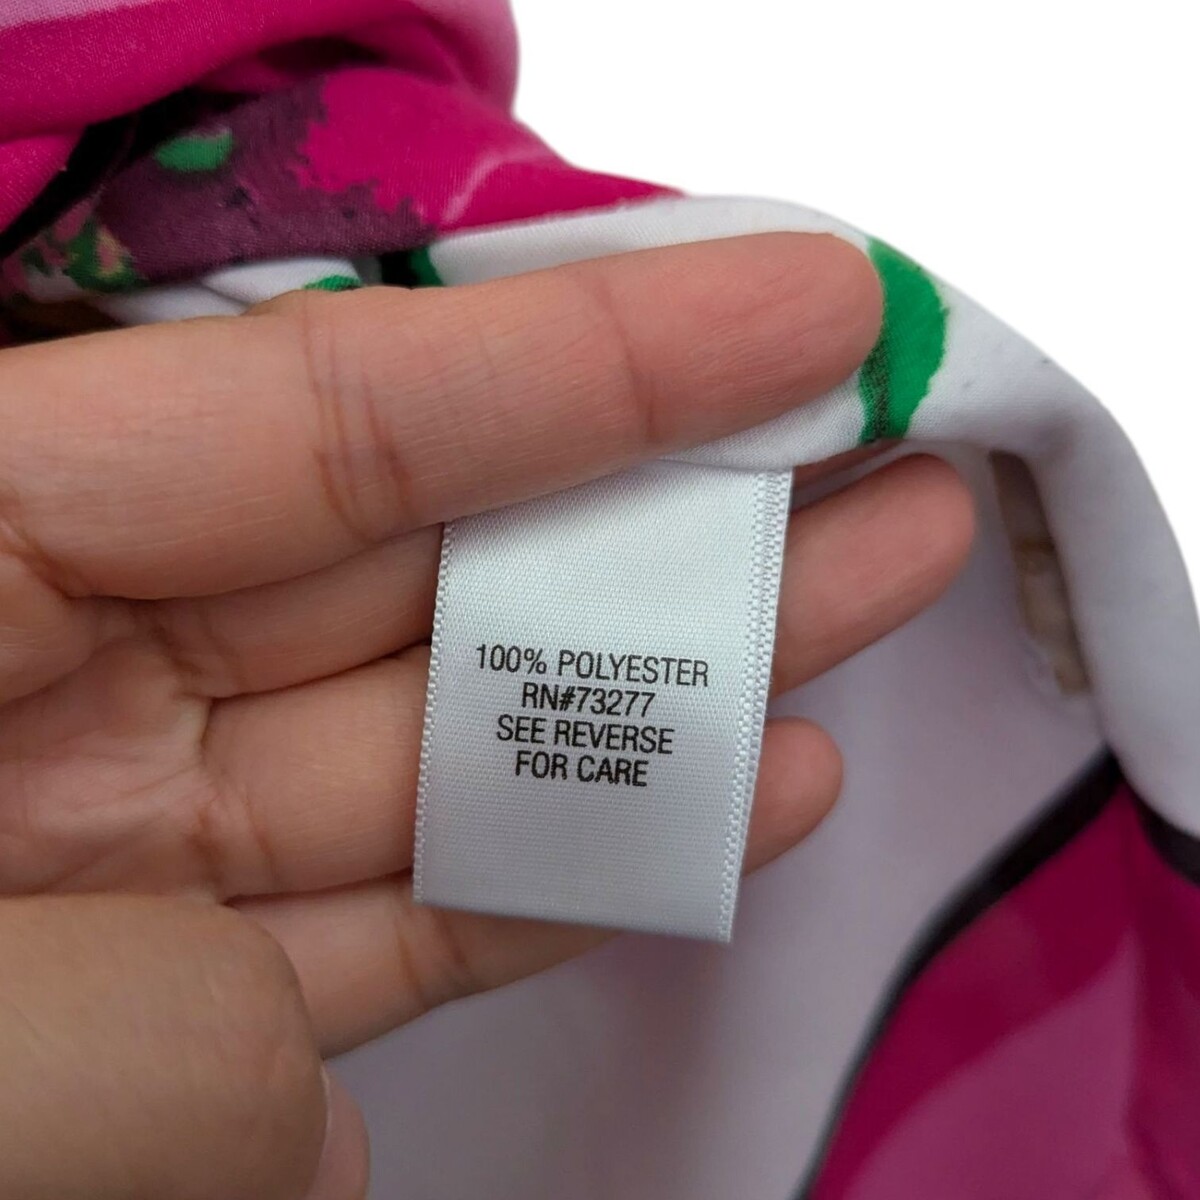 100% POLYESTER
RN#73277
SEE REVERSE
FOR CARE